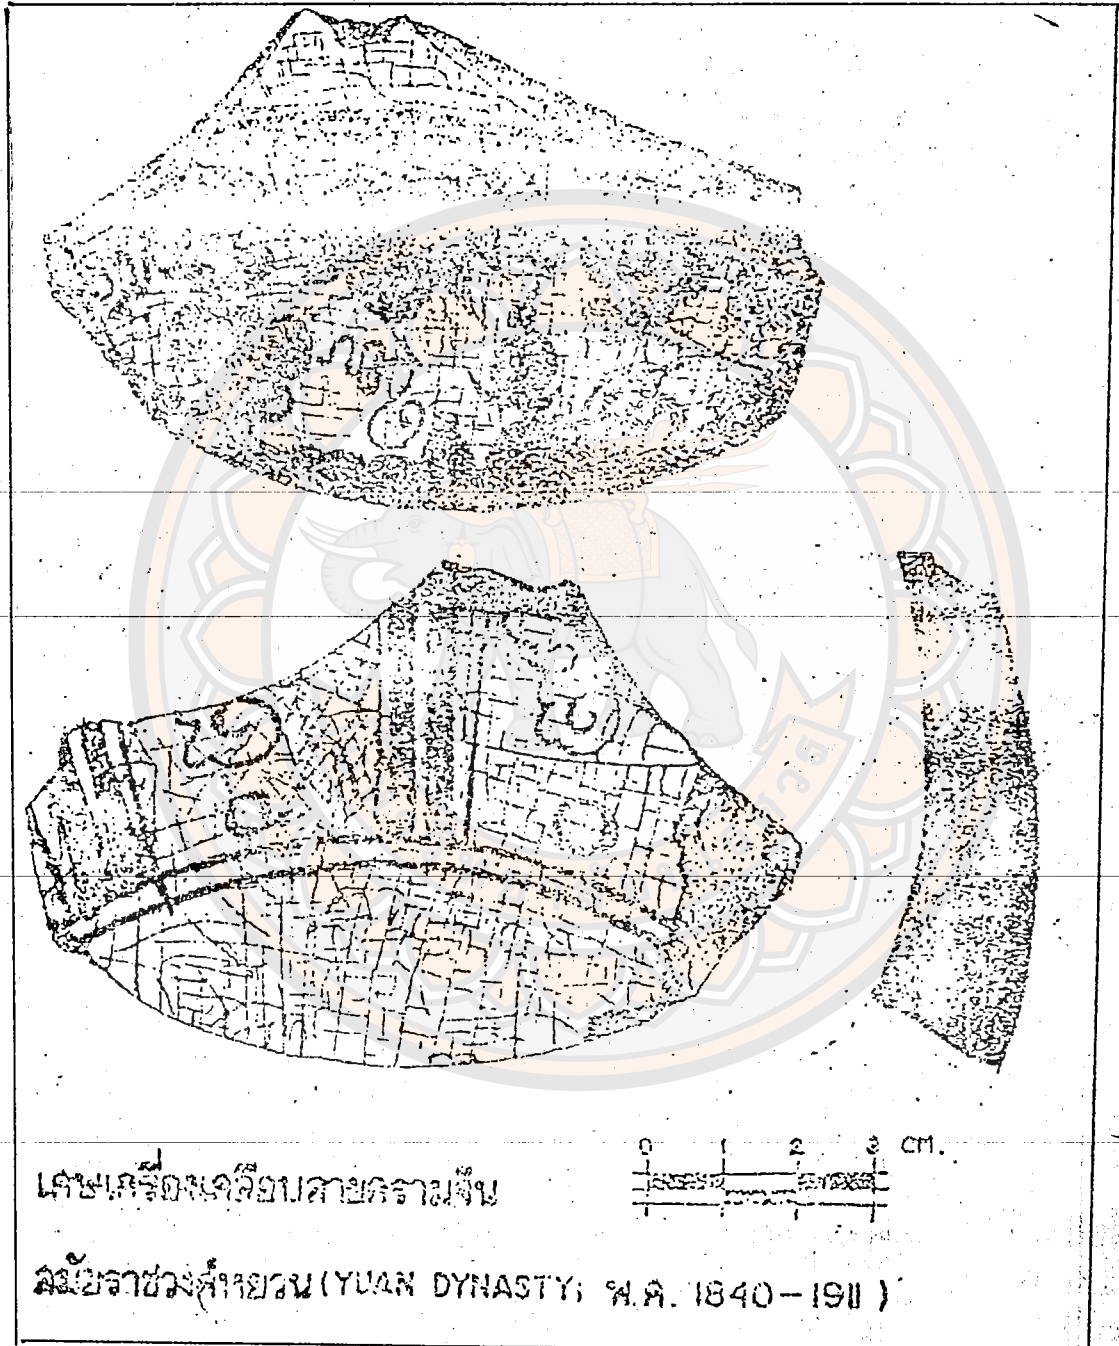 0 1 2 3 CM.
เศษเครื่องเคลือบลายครามจีน
สมัยราชวงศ์หยวน (YUAN DYNASTY; พ.ศ. 1840-1911)